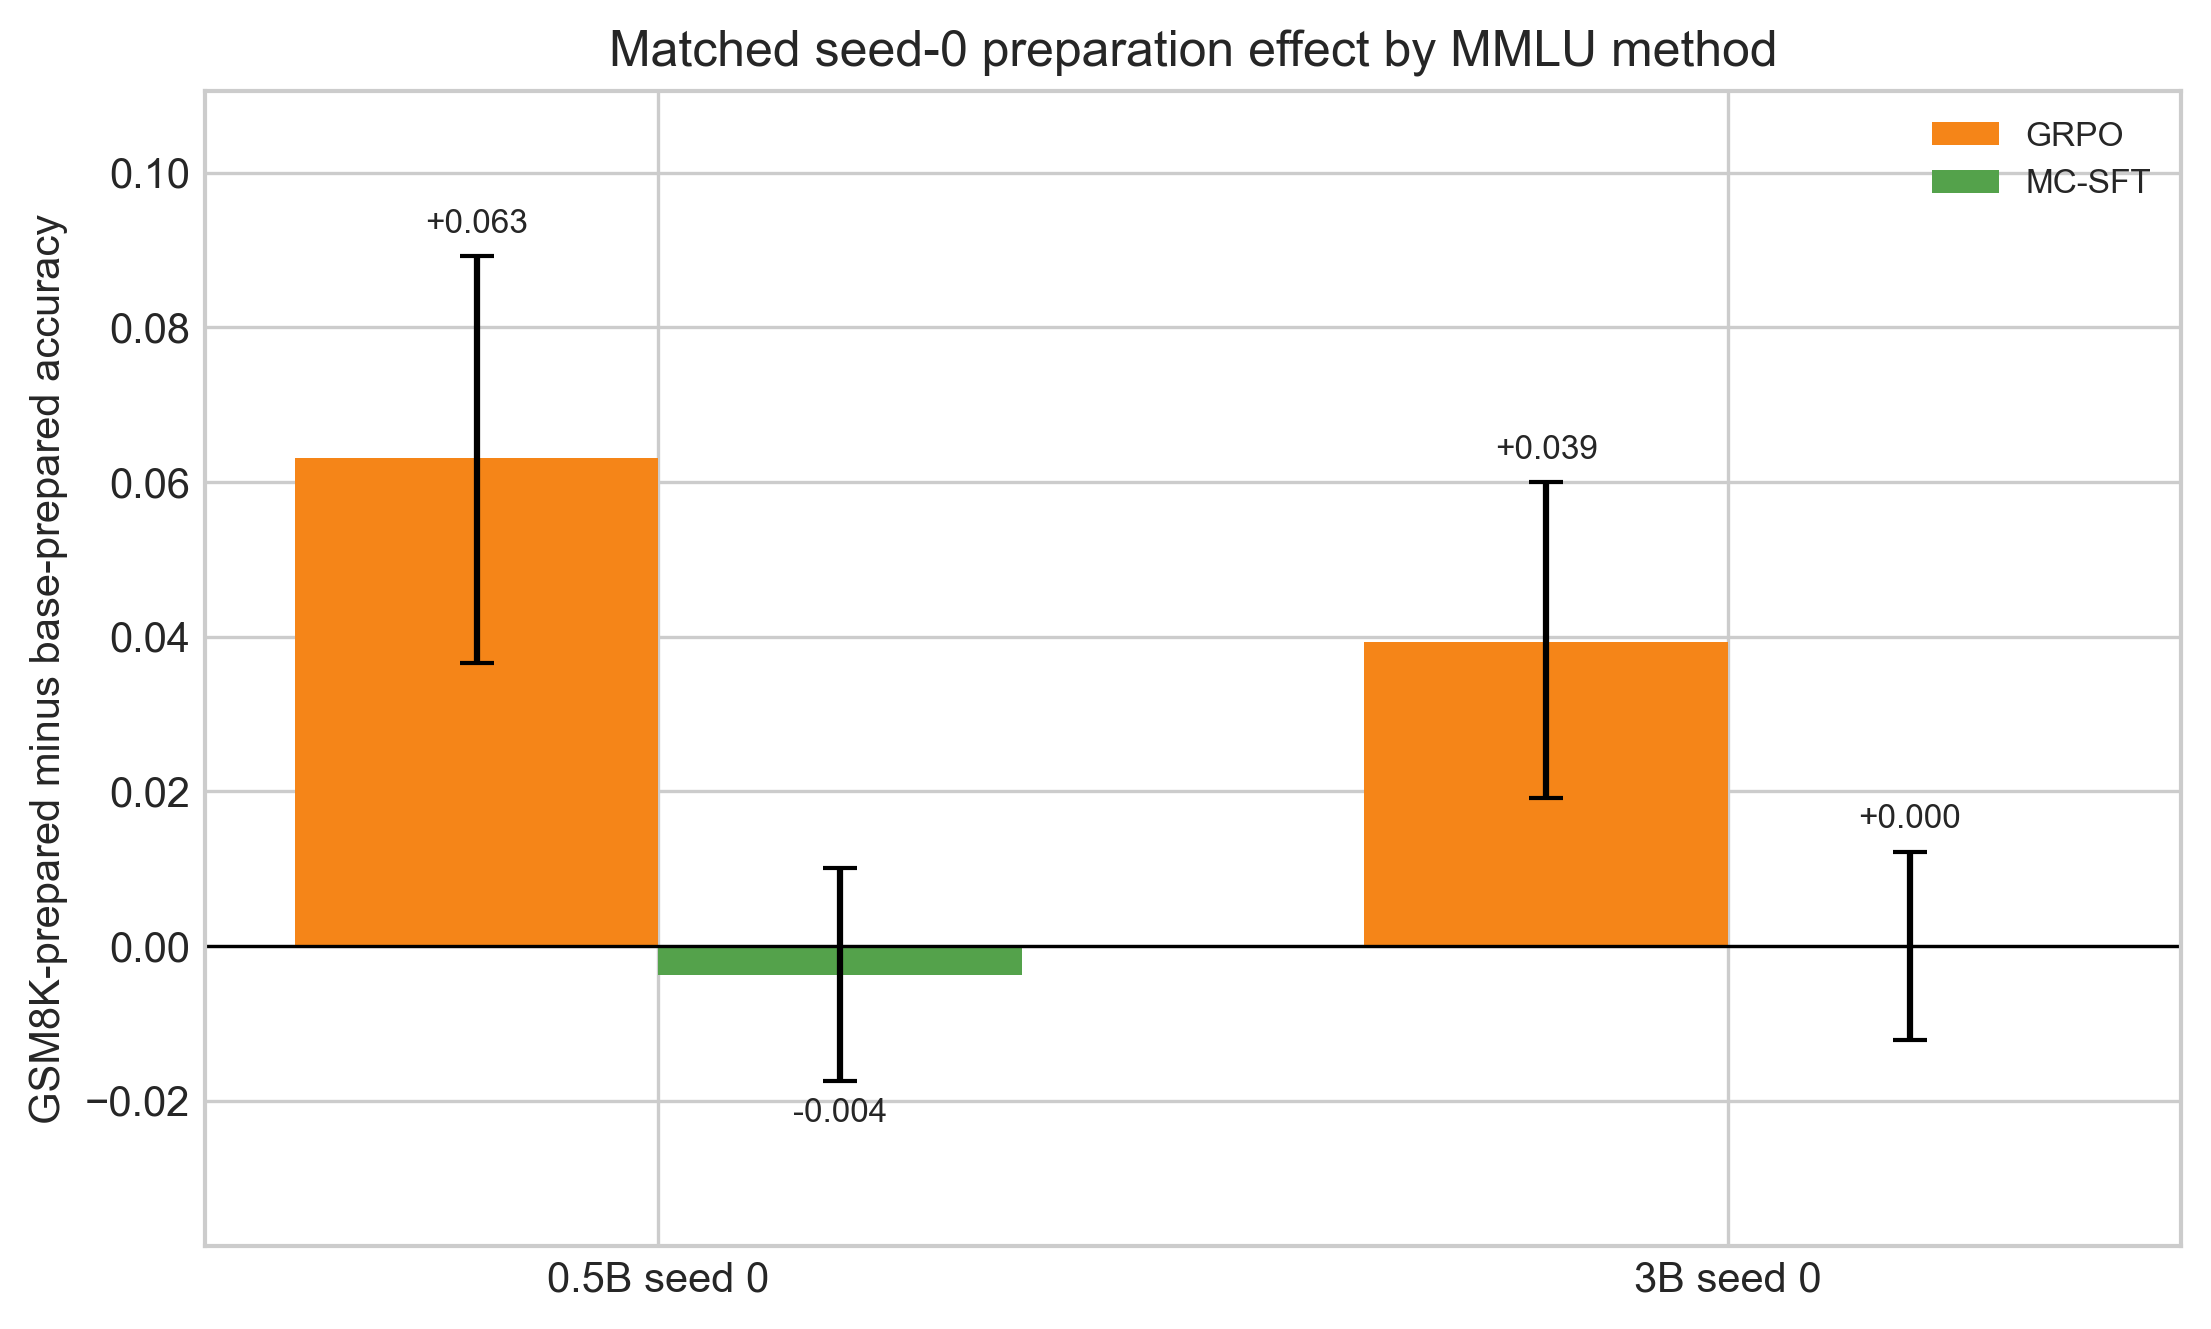 Matched seed-0 preparation effect by MMLU method
GSM8K-prepared minus base-prepared accuracy
0.10
0.08
0.06
0.04
0.02
0.00
−0.02
GRPO
MC-SFT
+0.063
-0.004
+0.039
+0.000
0.5B seed 0
3B seed 0